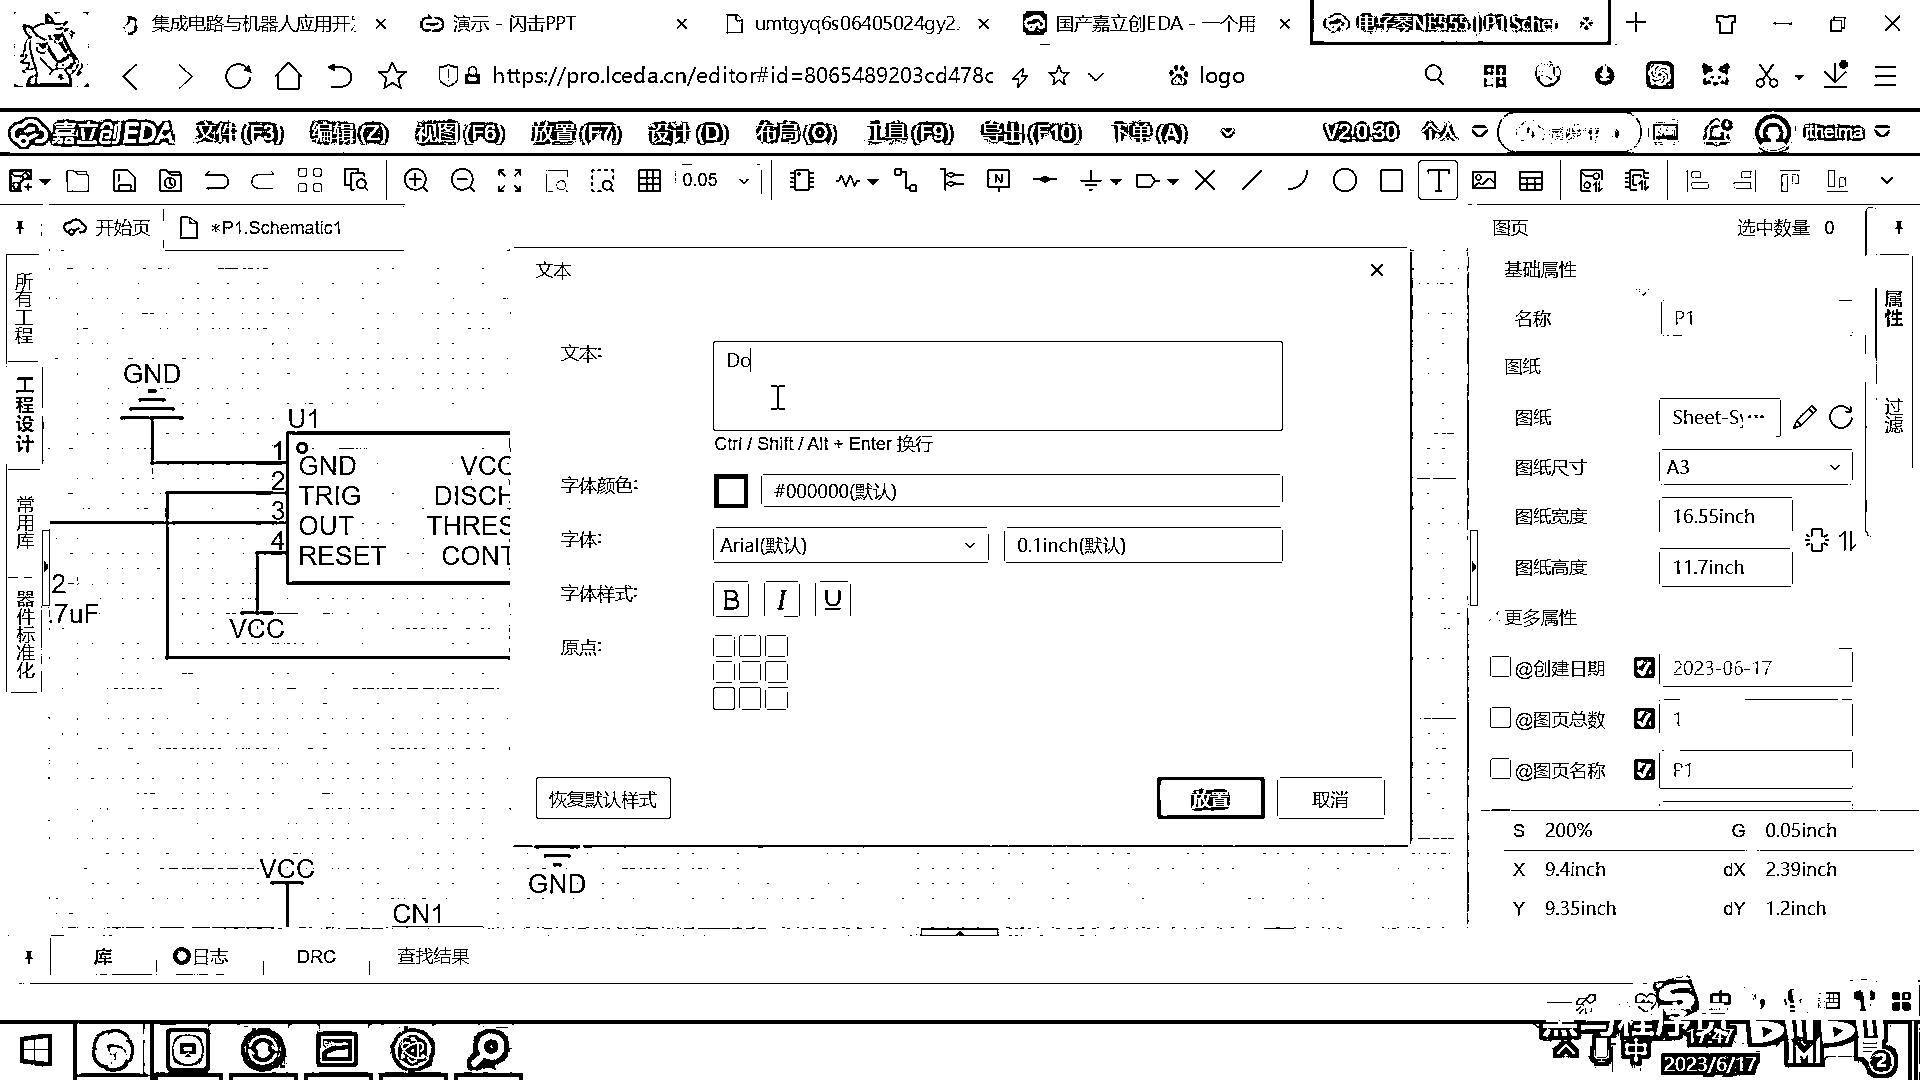 集成电路与机器人应用开发
演示 - 闪击PPT
umtgyq6s06405024gy2.
国产嘉立创EDA - 一个用
电子琴NE555 | P1.Schei
https://pro.lceda.cn/editor#id=8065489203cd478c
logo
嘉立创EDA 文件(F3) 编辑(Z) 视图(F6) 放置(F7) 设计(D) 布局(O) 工具(F9) 导出(F10) 下单(A) V2.0.30 个人 itheima
0.05
开始页
*P1.Schematic1
图页
选中数量 0
所有工程
工程设计
常用库
器件标准化
GND
U1
1 GND VCC
2 TRIG DISCH
3 OUT THRES
4 RESET CONT
2
.7uF
VCC
VCC
CN1
GND
文本
文本:
Do
Ctrl / Shift / Alt + Enter 换行
字体颜色:
#000000(默认)
字体:
Arial(默认)
0.1inch(默认)
字体样式:
B I U
原点:
恢复默认样式
放置
取消
基础属性
名称 P1
图纸
图纸 Sheet-Sy...
图纸尺寸 A3
图纸宽度 16.55inch
图纸高度 11.7inch
更多属性
@创建日期 2023-06-17
@图页总数 1
@图页名称 P1
属性
过滤
S 200% G 0.05inch
X 9.4inch dX 2.39inch
Y 9.35inch dY 1.2inch
库
日志
DRC
查找结果
中
中
2023/6/17
2